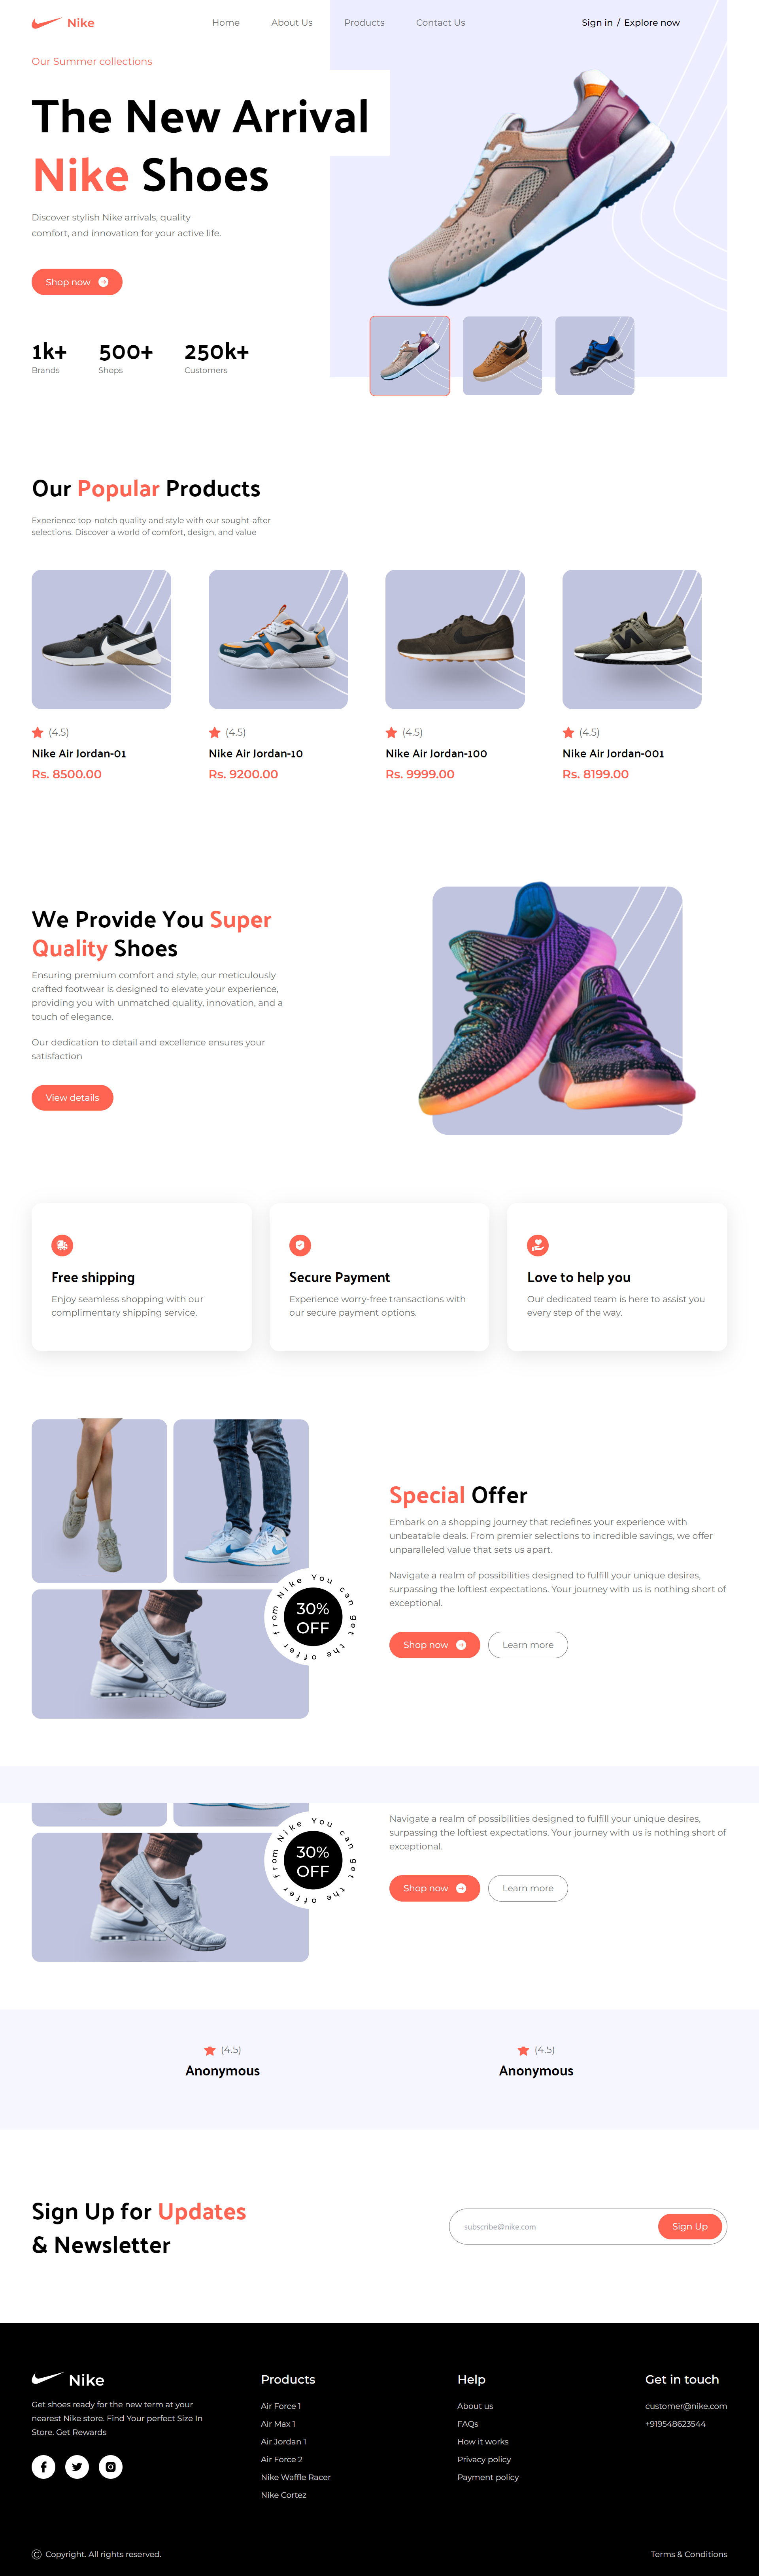 Nike
Home
About Us
Products
Contact Us
Sign in / Explore now
Our Summer collections
The New Arrival
Nike Shoes
Discover stylish Nike arrivals, quality
comfort, and innovation for your active life.
Shop now
1k+
Brands
500+
Shops
250k+
Customers
Our Popular Products
Experience top-notch quality and style with our sought-after
selections. Discover a world of comfort, design, and value
(4.5)
Nike Air Jordan-01
Rs. 8500.00
(4.5)
Nike Air Jordan-10
Rs. 9200.00
(4.5)
Nike Air Jordan-100
Rs. 9999.00
(4.5)
Nike Air Jordan-001
Rs. 8199.00
We Provide You Super
Quality Shoes
Ensuring premium comfort and style, our meticulously
crafted footwear is designed to elevate your experience,
providing you with unmatched quality, innovation, and a
touch of elegance.
Our dedication to detail and excellence ensures your
satisfaction
View details
Free shipping
Enjoy seamless shopping with our
complimentary shipping service.
Secure Payment
Experience worry-free transactions with
our secure payment options.
Love to help you
Our dedicated team is here to assist you
every step of the way.
You can get the offer from Nike
30%
OFF
Special Offer
Embark on a shopping journey that redefines your experience with
unbeatable deals. From premier selections to incredible savings, we offer
unparalleled value that sets us apart.
Navigate a realm of possibilities designed to fulfill your unique desires,
surpassing the loftiest expectations. Your journey with us is nothing short of
exceptional.
Shop now
Learn more
You can get the offer from Nike
30%
OFF
Navigate a realm of possibilities designed to fulfill your unique desires,
surpassing the loftiest expectations. Your journey with us is nothing short of
exceptional.
Shop now
Learn more
(4.5)
Anonymous
(4.5)
Anonymous
Sign Up for Updates
& Newsletter
subscribe@nike.com
Sign Up
Nike
Get shoes ready for the new term at your
nearest Nike store. Find Your perfect Size In
Store. Get Rewards
Products
Air Force 1
Air Max 1
Air Jordan 1
Air Force 2
Nike Waffle Racer
Nike Cortez
Help
About us
FAQs
How it works
Privacy policy
Payment policy
Get in touch
customer@nike.com
+919548623544
© Copyright. All rights reserved.
Terms & Conditions